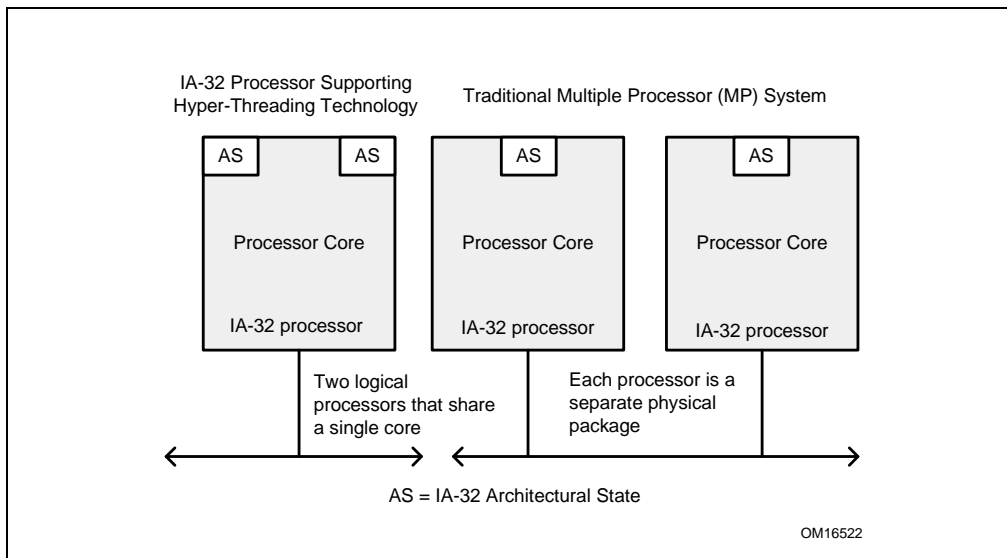 IA-32 Processor Supporting
Hyper-Threading Technology
Traditional Multiple Processor (MP) System
AS
AS
AS
AS
Processor Core
Processor Core
Processor Core
IA-32 processor
IA-32 processor
IA-32 processor
Two logical
processors that share
a single core
Each processor is a
separate physical
package
AS = IA-32 Architectural State
OM16522